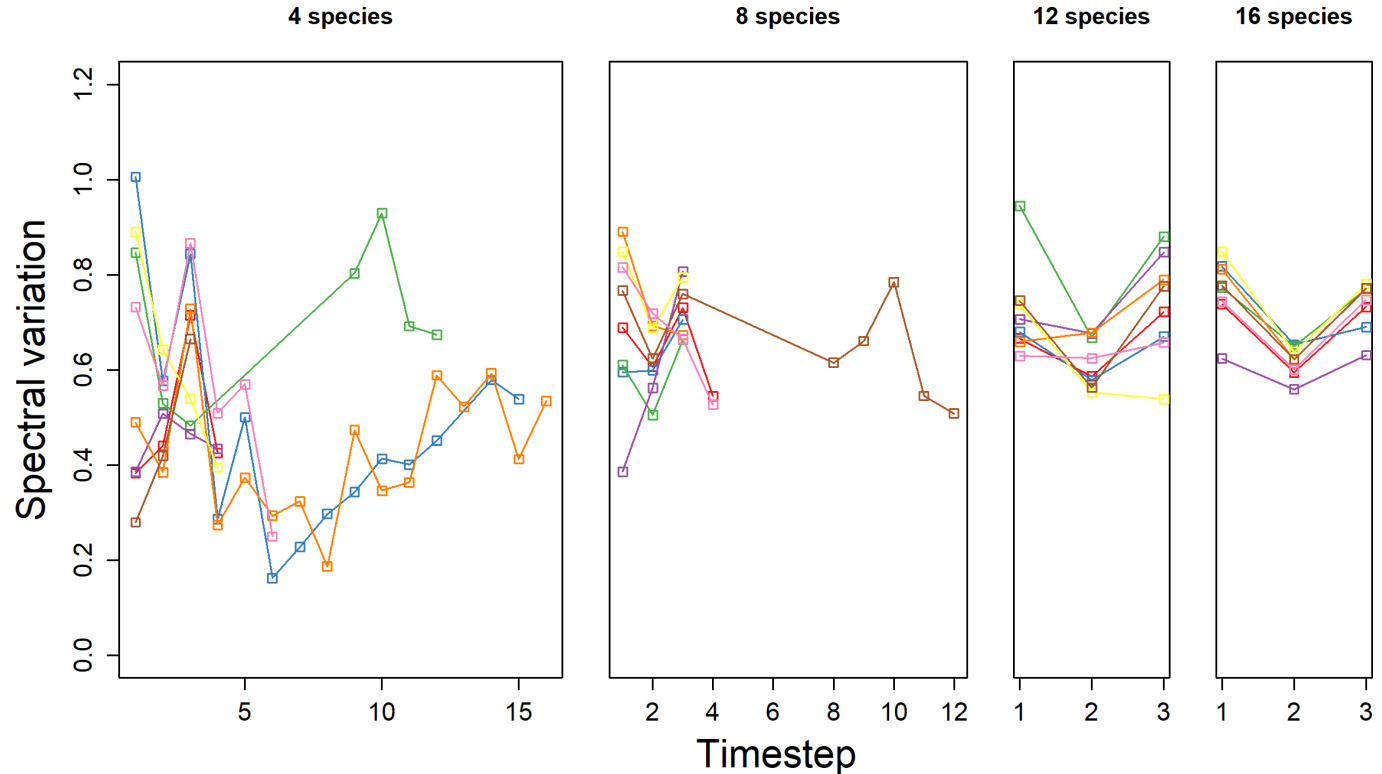 4 species
8 species
12 species
16 species
Spectral variation
0.0
0.2
0.4
0.6
0.8
1.0
1.2
5 10 15
2 4 6 8 10 12
1 2 3
1 2 3
Timestep